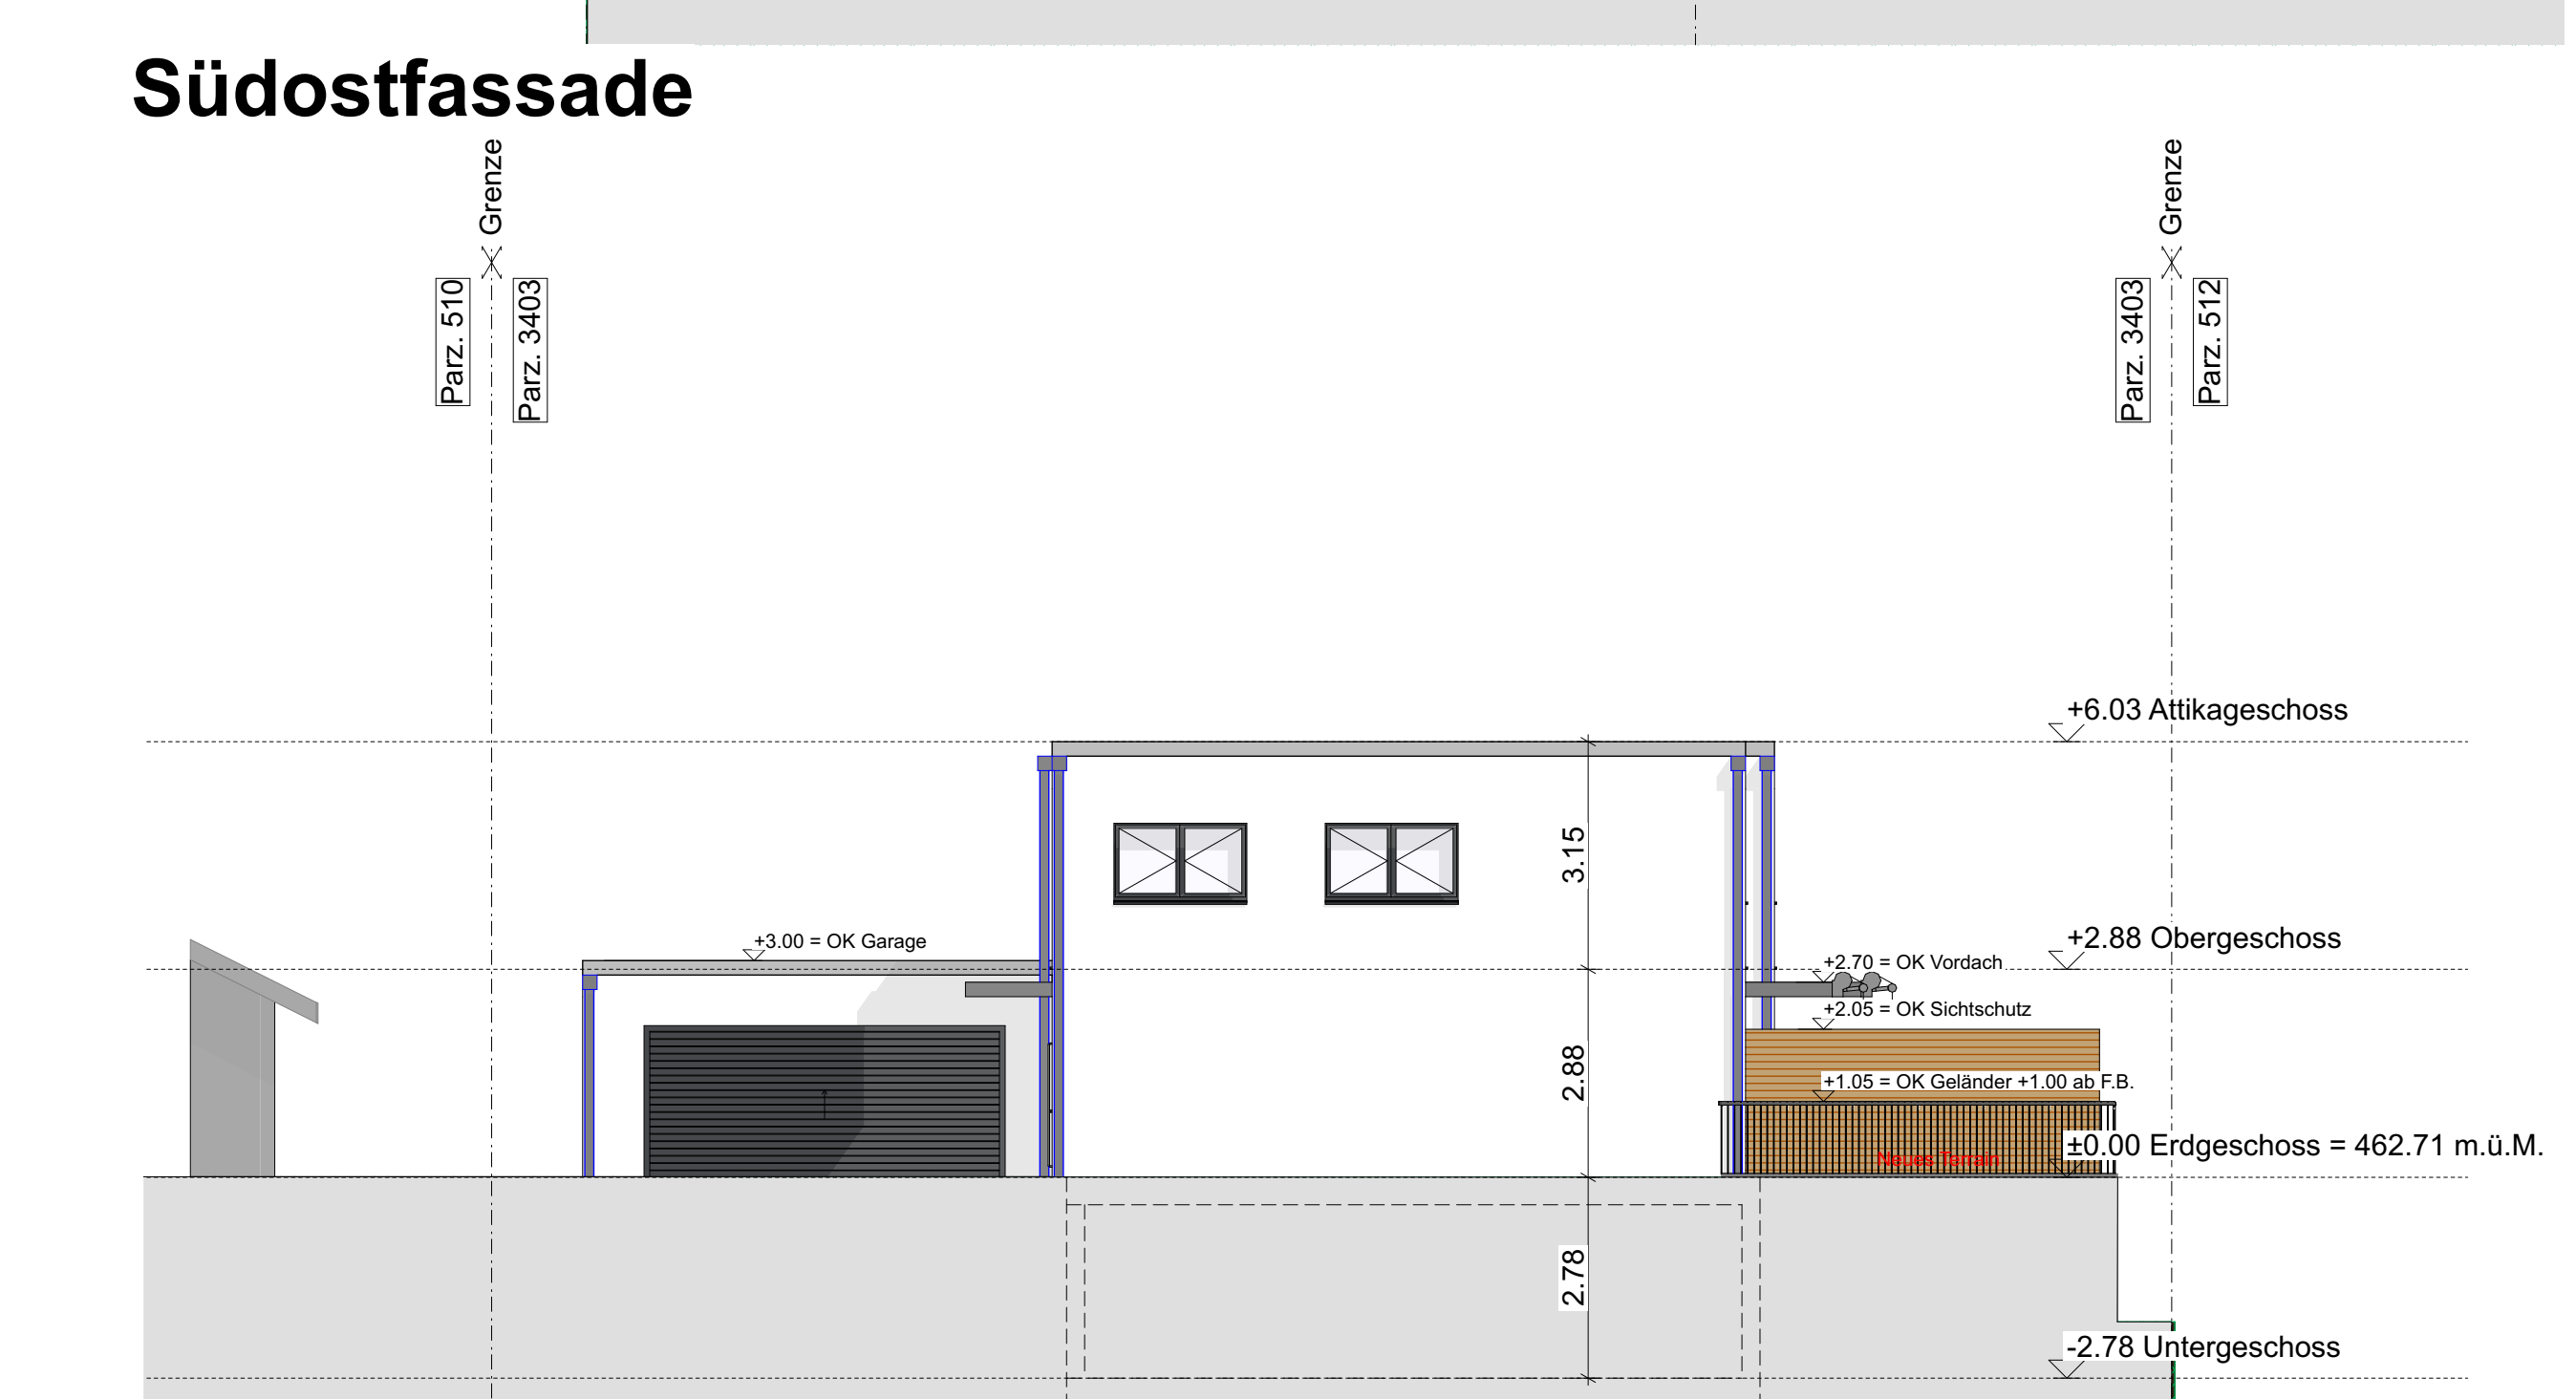 Südostfassade
Grenze
Grenze
Parz. 510
Parz. 3403
Parz. 3403
Parz. 512
+6.03 Attikageschoss
3.15
+3.00 = OK Garage
+2.88 Obergeschoss
+2.70 = OK Vordach
+2.05 = OK Sichtschutz
2.88
+1.05 = OK Geländer +1.00 ab F.B.
±0.00 Erdgeschoss = 462.71 m.ü.M.
Neues Terrain
2.78
-2.78 Untergeschoss